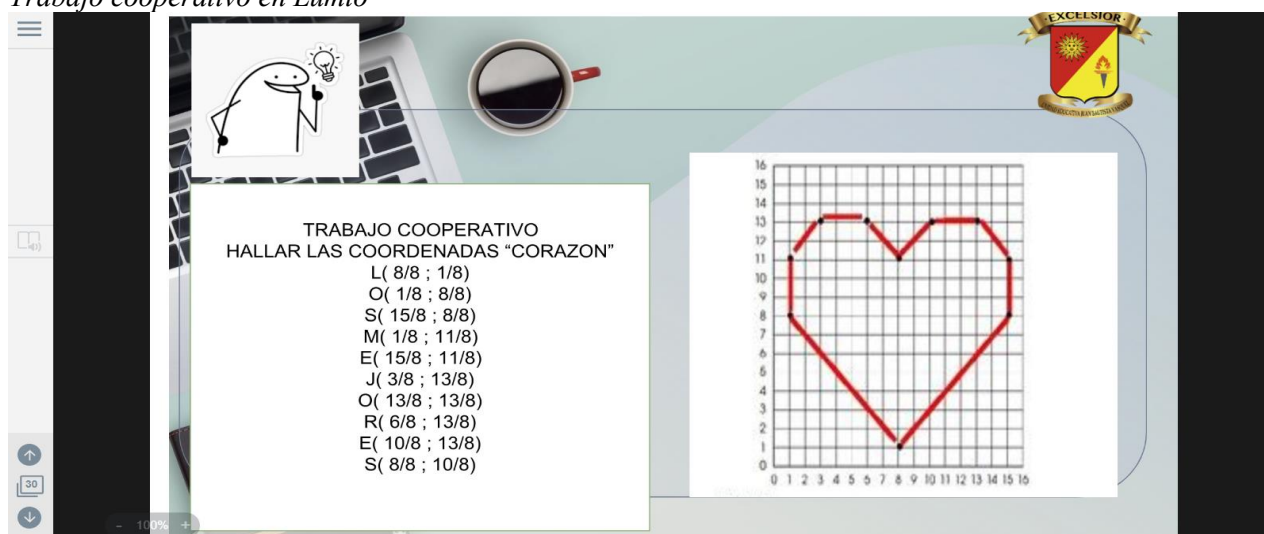 Trabajo cooperativo en Lumio
EXCELSIOR
TRABAJO COOPERATIVO
HALLAR LAS COORDENADAS “CORAZON”
L( 8/8 ; 1/8)
O( 1/8 ; 8/8)
S( 15/8 ; 8/8)
M( 1/8 ; 11/8)
E( 15/8 ; 11/8)
J( 3/8 ; 13/8)
O( 13/8 ; 13/8)
R( 6/8 ; 13/8)
E( 10/8 ; 13/8)
S( 8/8 ; 10/8)
16
15
14
13
12
11
10
9
8
7
6
5
4
3
2
1
0
0 1 2 3 4 5 6 7 8 9 10 11 12 13 14 15 16
30
- 100% +